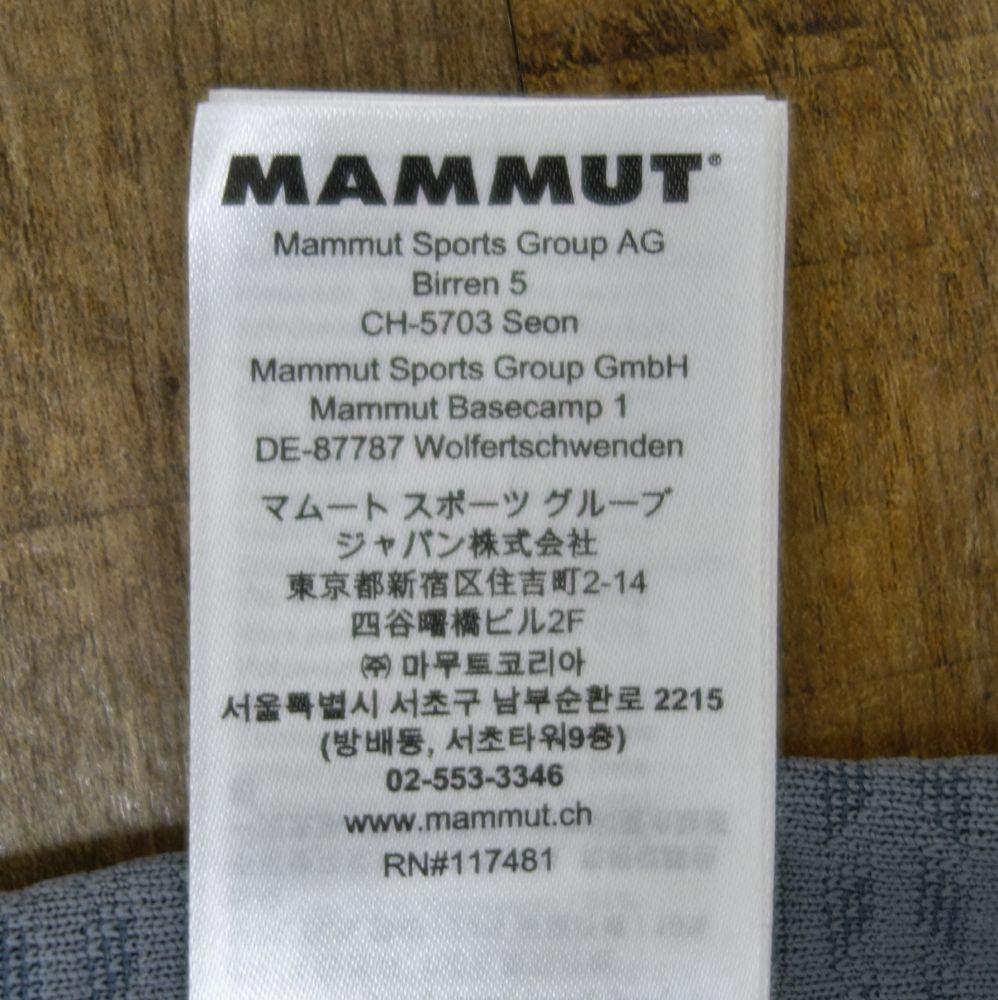 MAMMUT®
Mammut Sports Group AG
Birren 5
CH-5703 Seon
Mammut Sports Group GmbH
Mammut Basecamp 1
DE-87787 Wolfertschwenden
マムート スポーツ グループ
ジャパン株式会社
東京都新宿区住吉町2-14
四谷曙橋ビル2F
㈜ 마무트코리아
서울특별시 서초구 남부순환로 2215
(방배동, 서초타워9층)
02-553-3346
www.mammut.ch
RN#117481